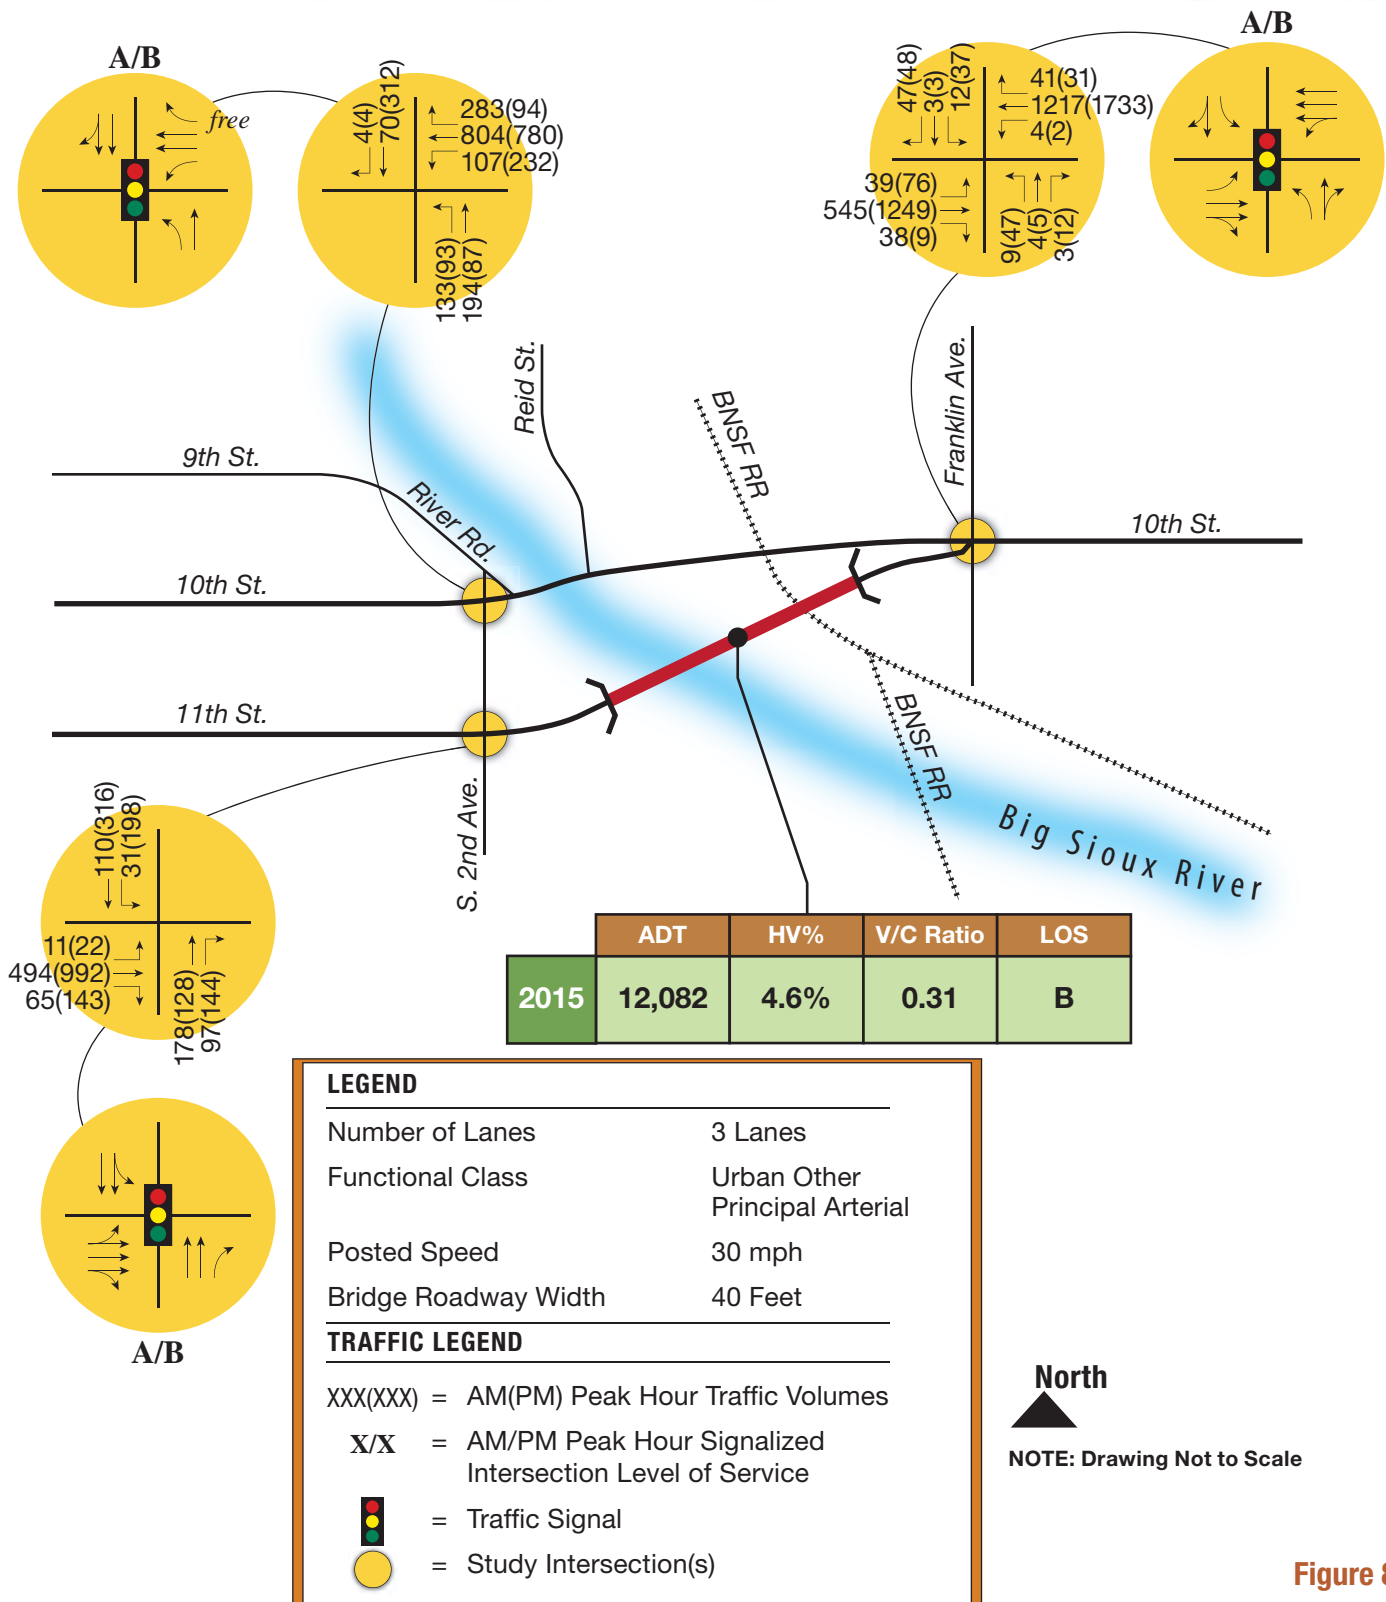 A/B
free
4(4)
70(312)
283(94)
804(780)
107(232)
133(93)
194(87)
47(48)
3(3)
12(37)
41(31)
1217(1733)
4(2)
39(76)
545(1249)
38(9)
9(47)
4(5)
3(12)
A/B
9th St.
River Rd.
Reid St.
BNSF RR
Franklin Ave.
10th St.
10th St.
11th St.
S. 2nd Ave.
BNSF RR
Big Sioux River
110(316)
31(198)
11(22)
494(992)
65(143)
178(128)
97(144)
A/B
ADT HV% V/C Ratio LOS
2015 12,082 4.6% 0.31 B
LEGEND
Number of Lanes 3 Lanes
Functional Class Urban Other
Principal Arterial
Posted Speed 30 mph
Bridge Roadway Width 40 Feet
TRAFFIC LEGEND
XXX(XXX) = AM(PM) Peak Hour Traffic Volumes
X/X = AM/PM Peak Hour Signalized
Intersection Level of Service
= Traffic Signal
= Study Intersection(s)
North
NOTE: Drawing Not to Scale
Figure 8